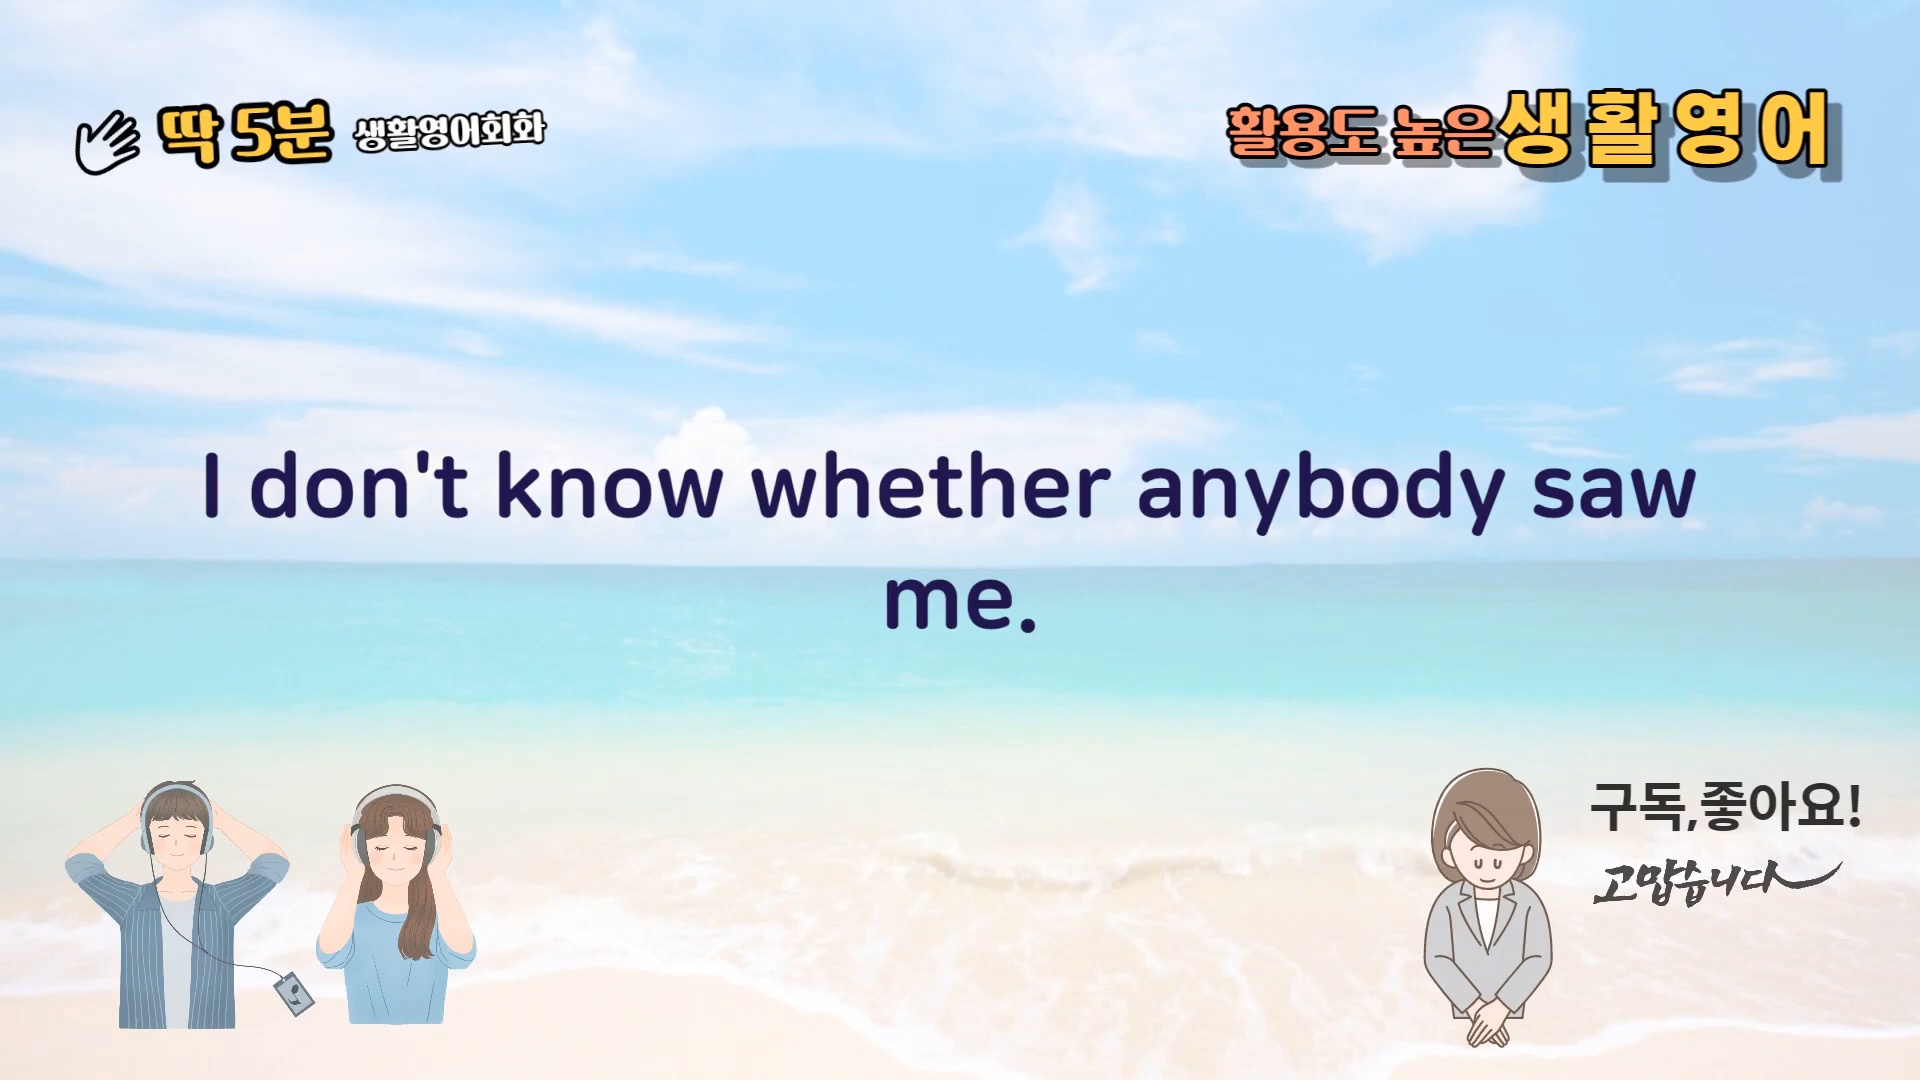 딱 5분 생활영어회화
활용도 높은 생활영어
I don't know whether anybody saw
me.
구독,좋아요!
고맙습니다